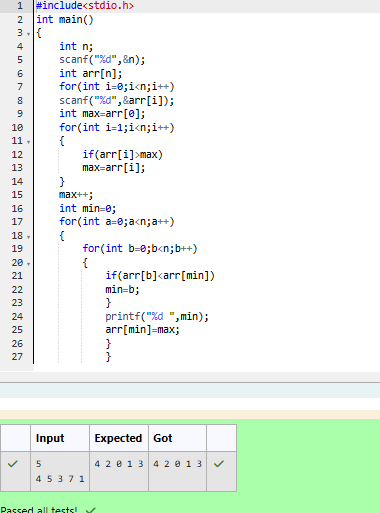 1 #include<stdio.h>
2 int main()
3 {
4 int n;
5 scanf("%d",&n);
6 int arr[n];
7 for(int i=0;i<n;i++)
8 scanf("%d",&arr[i]);
9 int max=arr[0];
10 for(int i=1;i<n;i++)
11 {
12 if(arr[i]>max)
13 max=arr[i];
14 }
15 max++;
16 int min=0;
17 for(int a=0;a<n;a++)
18 {
19 for(int b=0;b<n;b++)
20 {
21 if(arr[b]<arr[min])
22 min=b;
23 }
24 printf("%d ",min);
25 arr[min]=max;
26 }
27 }
Input Expected Got
5 4 2 0 1 3 4 2 0 1 3
4 5 3 7 1
Passed all tests!